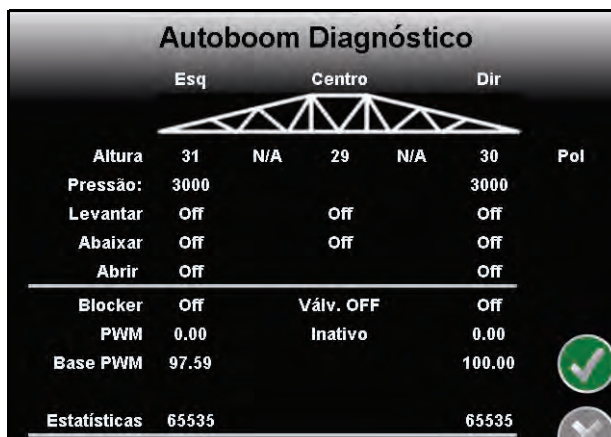 Autoboom Diagnóstico
Esq Centro Dir
Altura 31 N/A 29 N/A 30 Pol
Pressão: 3000 3000
Levantar Off Off Off
Abaixar Off Off Off
Abrir Off Off
Blocker Off Válv. OFF Off
PWM 0.00 Inativo 0.00
Base PWM 97.59 100.00
Estatísticas 65535 65535